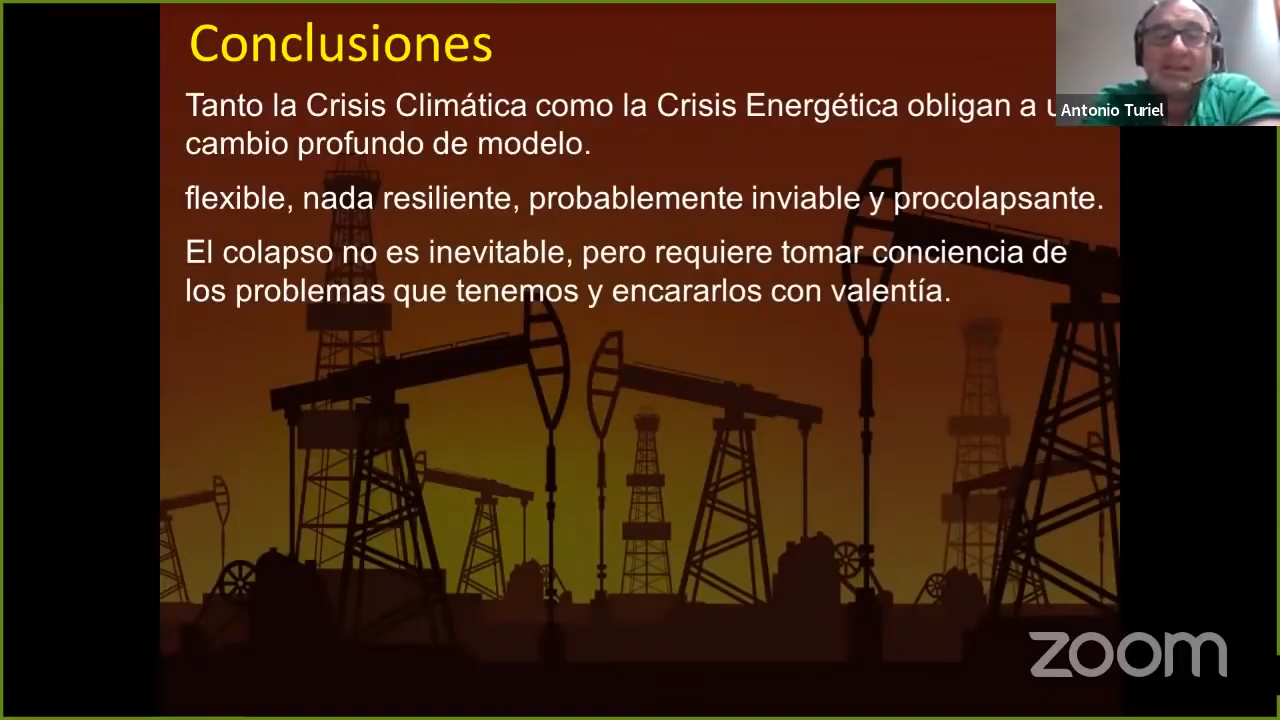 Conclusiones
Tanto la Crisis Climática como la Crisis Energética obligan a
cambio profundo de modelo.
flexible, nada resiliente, probablemente inviable y procolapsante.
El colapso no es inevitable, pero requiere tomar conciencia de
los problemas que tenemos y encararlos con valentía.
Antonio Turiel
zoom